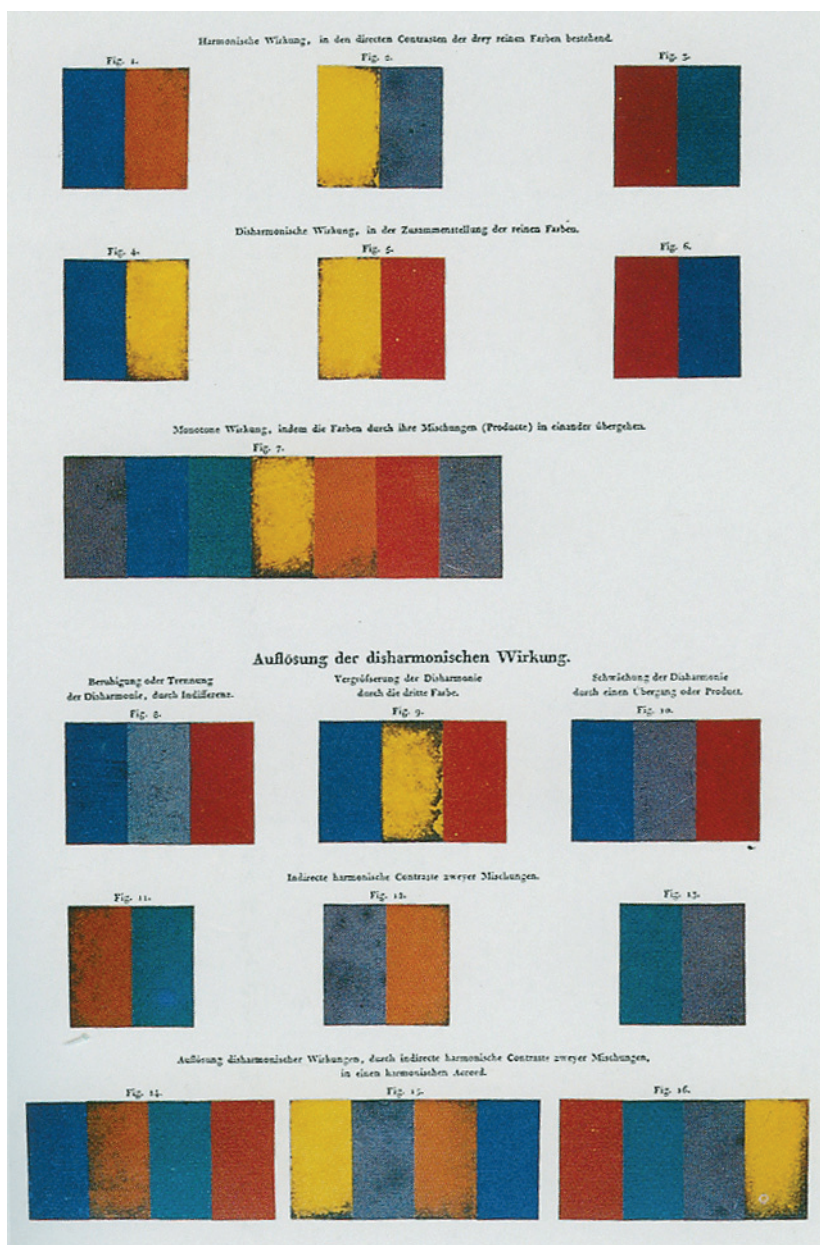 Harmonische Wirkung, in den directen Contrasten der drey reinen Farben bestehend.
Fig. 1. Fig. 2. Fig. 3.
Disharmonische Wirkung, in der Zusammenstellung der reinen Farben.
Fig. 4. Fig. 5. Fig. 6.
Monotone Wirkung, indem die Farben durch ihre Mischungen (Producte) in einander übergehen.
Fig. 7.
Auflösung der disharmonischen Wirkung.
Beruhigung oder Trennung
der Disharmonie, durch Indifferenz.
Fig. 8.
Vergröſserung der Disharmonie
durch die dritte Farbe.
Fig. 9.
Schwächung der Disharmonie
durch einen Übergang oder Product.
Fig. 10.
Indirecte harmonische Contraste zweyer Mischungen.
Fig. 11. Fig. 12. Fig. 13.
Auflösung disharmonischer Wirkungen, durch indirecte harmonische Contraste zweyer Mischungen,
in einen harmonischen Accord.
Fig. 14. Fig. 15. Fig. 16.